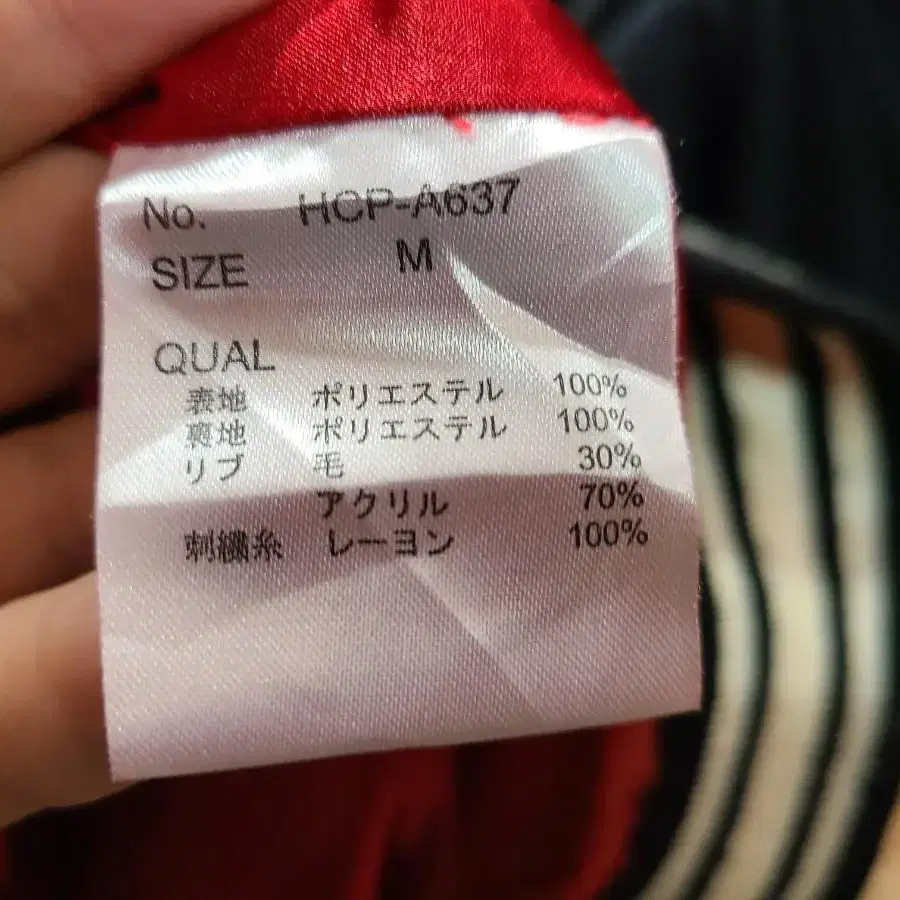 No. HCP-A637
SIZE M
QUAL
表地 ポリエステル 100%
裏地 ポリエステル 100%
リブ 毛 30%
アクリル 70%
刺繍糸 レーヨン 100%